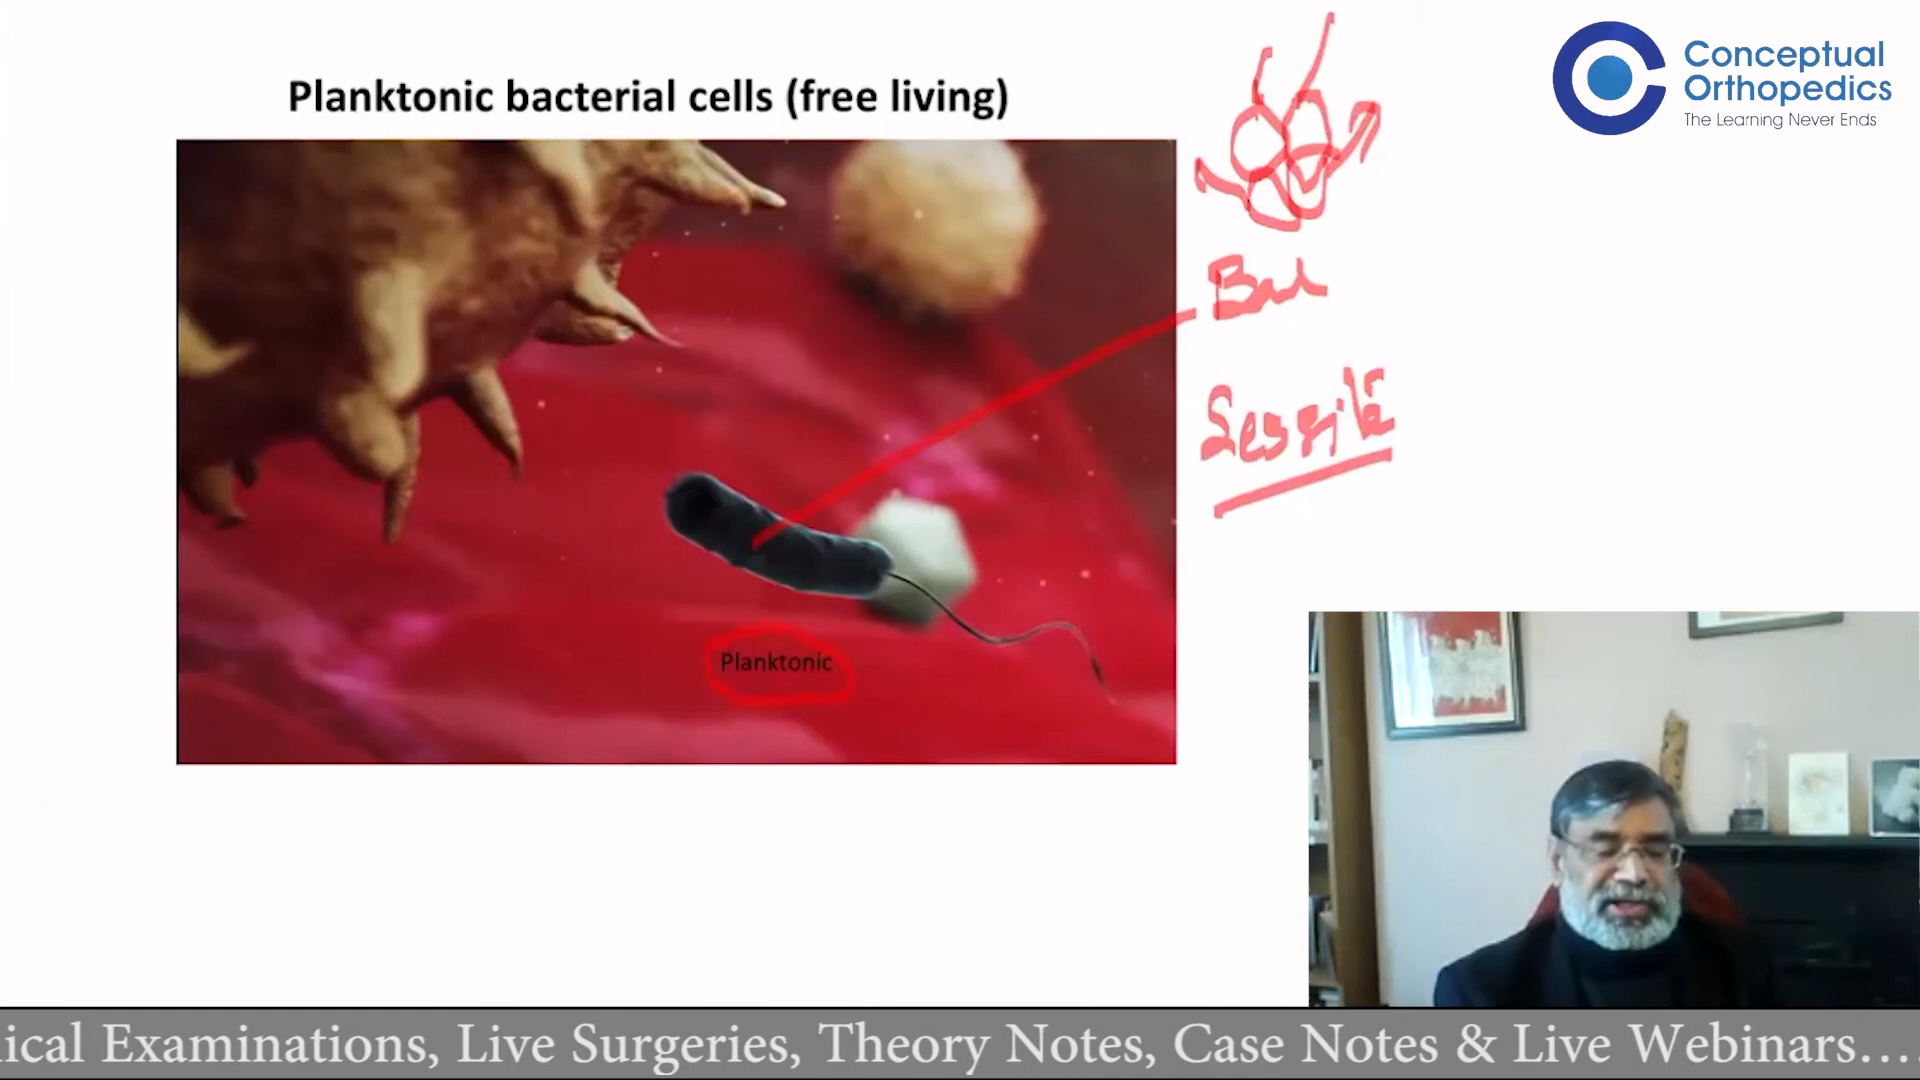 Planktonic bacterial cells (free living)
Conceptual
Orthopedics
The Learning Never Ends
Sessile
Planktonic
ical Examinations, Live Surgeries, Theory Notes, Case Notes & Live Webinars....